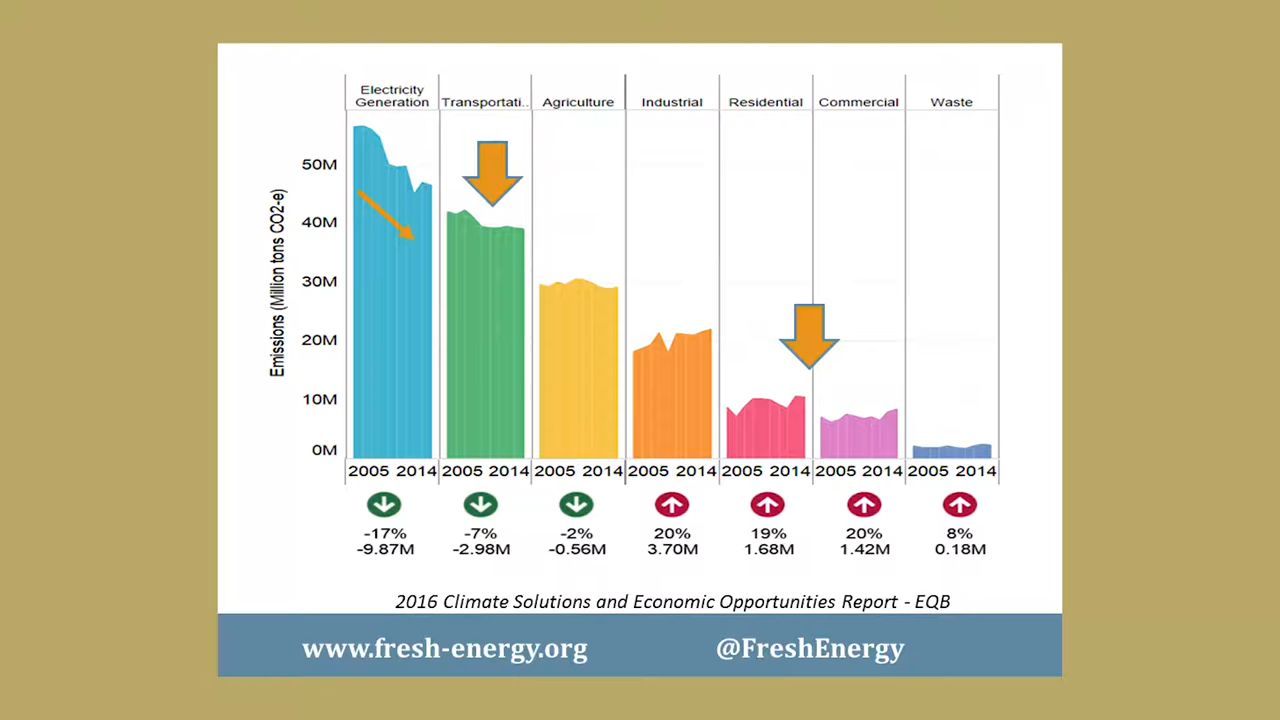 Electricity
Generation
Transportati..
Agriculture
Industrial
Residential
Commercial
Waste
Emissions (Million tons CO2-e)
50M
40M
30M
20M
10M
0M
2005 2014 2005 2014 2005 2014 2005 2014 2005 2014 2005 2014 2005 2014
-17% -7% -2% 20% 19% 20% 8%
-9.87M -2.98M -0.56M 3.70M 1.68M 1.42M 0.18M
2016 Climate Solutions and Economic Opportunities Report - EQB
www.fresh-energy.org @FreshEnergy